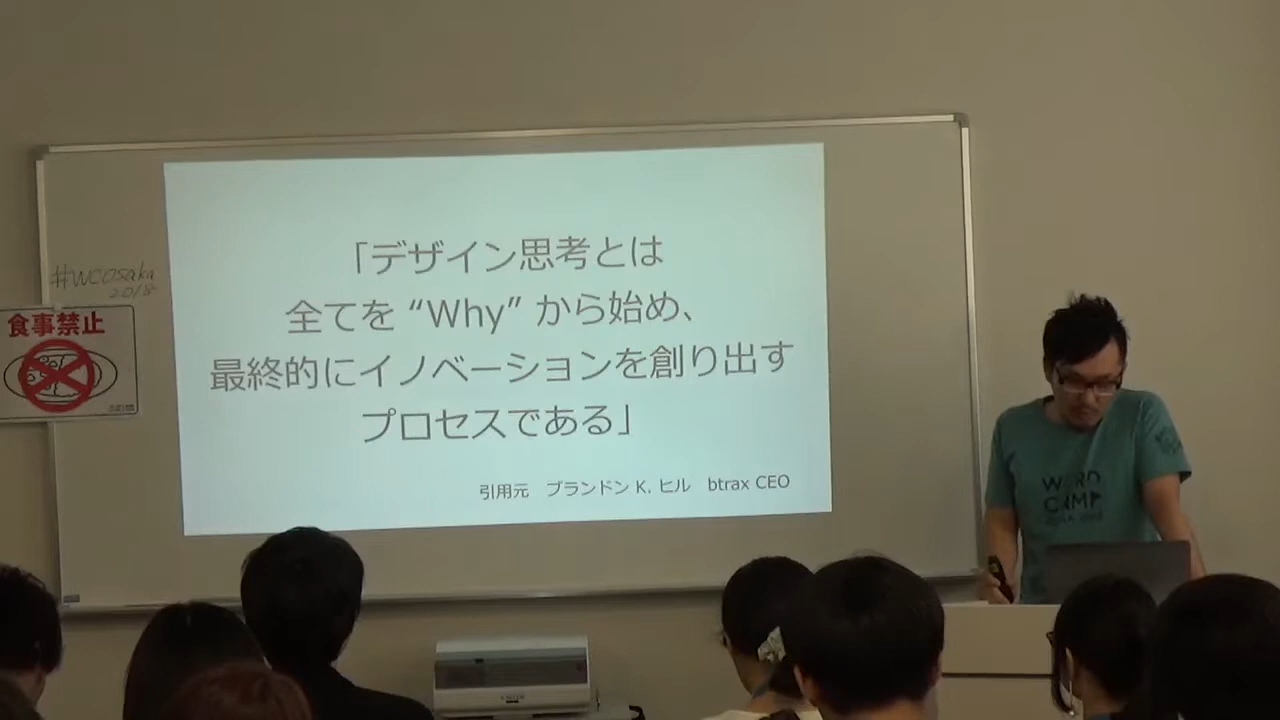 「デザイン思考とは
全てを “Why” から始め、
最終的にイノベーションを創り出す
プロセスである」
引用元　ブランドン K. ヒル　btrax CEO
#wcosaka
2018
食事禁止
WORD
CAMP